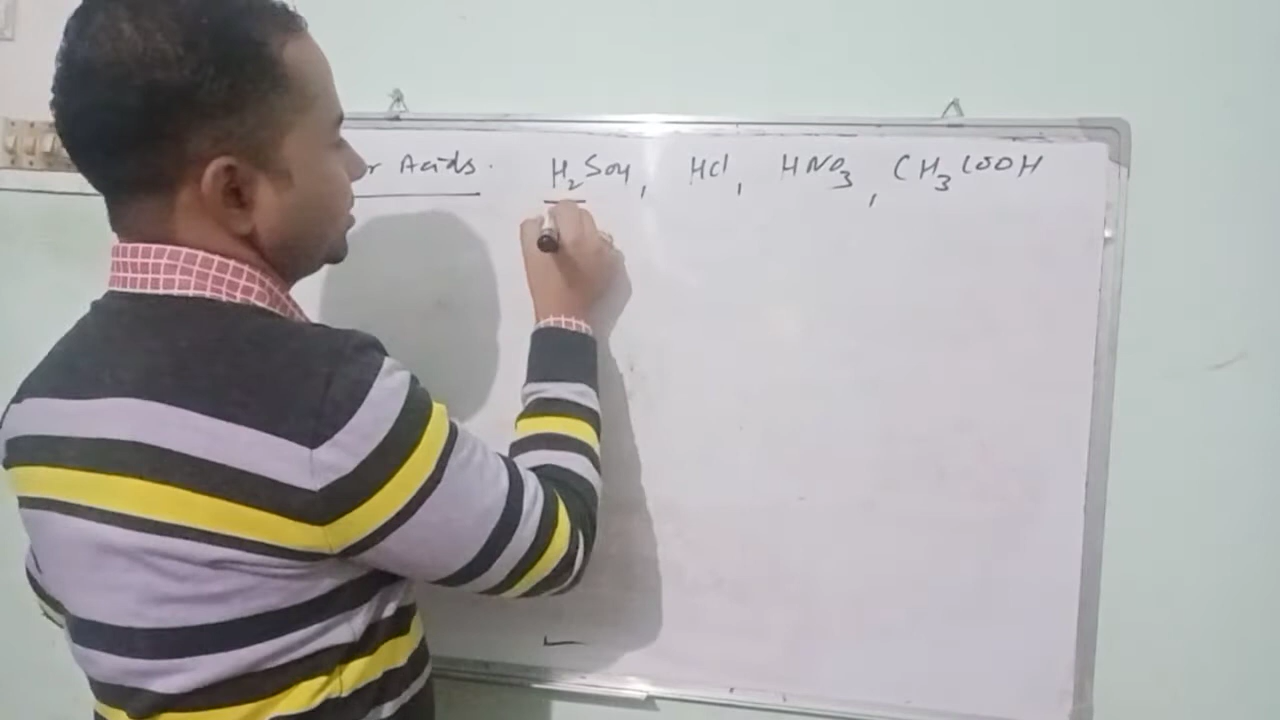 Acids. H₂SO₄, HCl, HNO₃, CH₃COOH